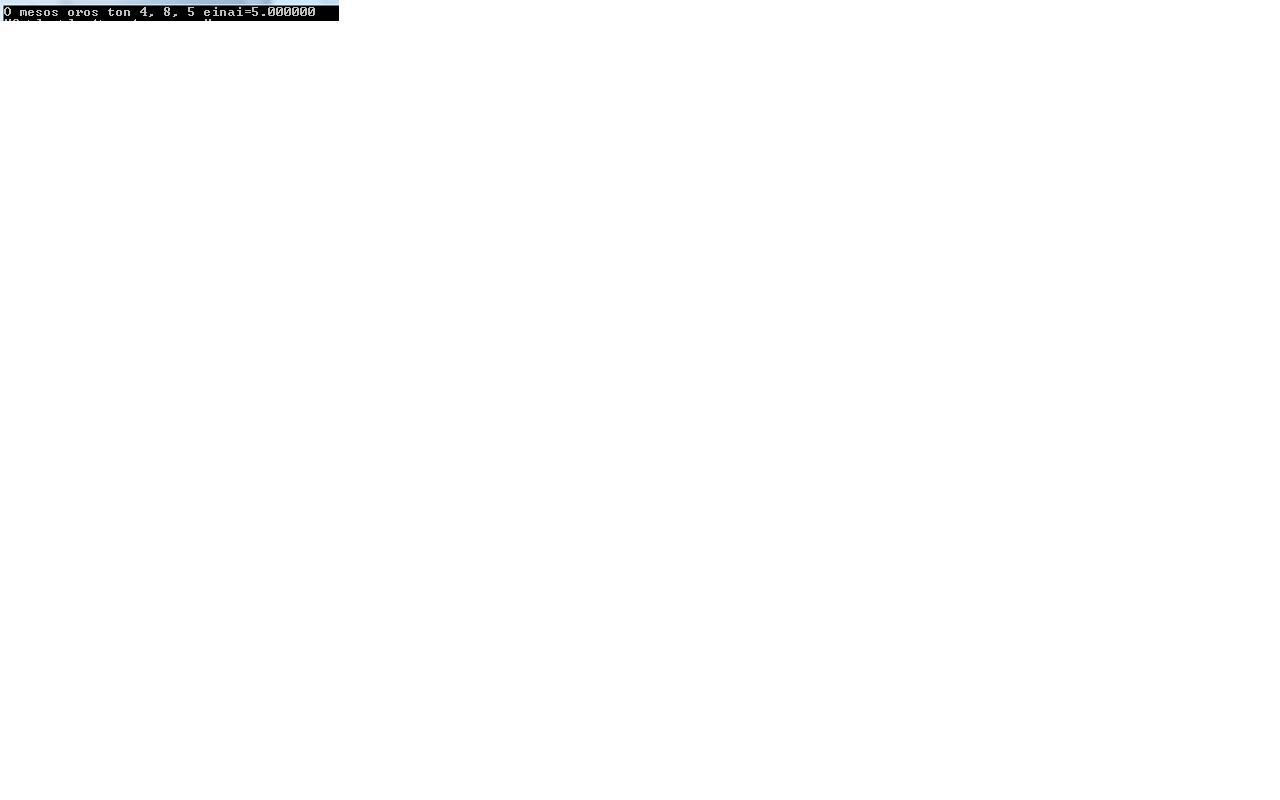 O mesos oros ton 4, 8, 5 einai=5.000000